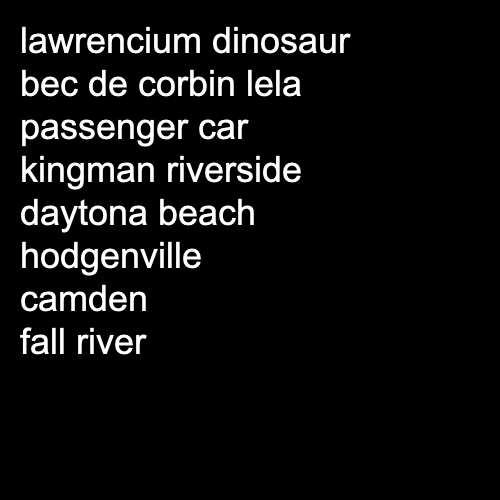 lawrencium dinosaur
bec de corbin lela
passenger car
kingman riverside
daytona beach
hodgenville
camden
fall river